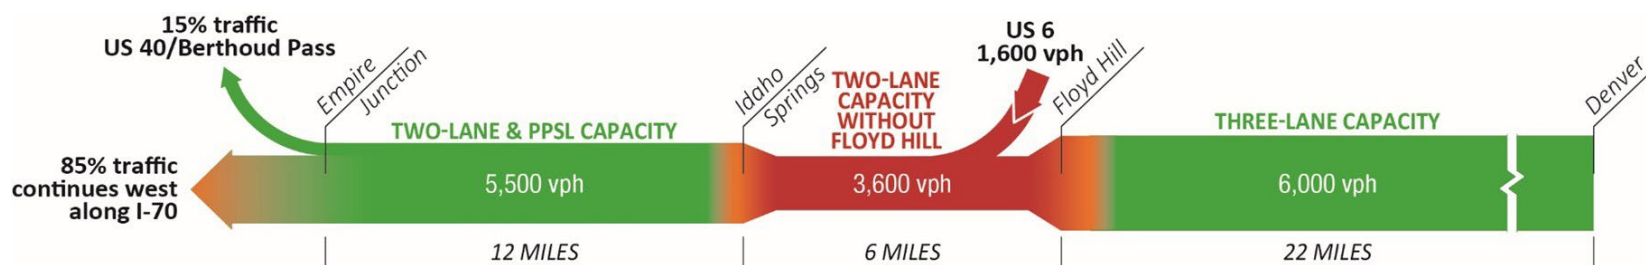 15% traffic
US 40/Berthoud Pass
85% traffic
continues west
along I-70
Empire
Junction
TWO-LANE & PPSL CAPACITY
5,500 vph
12 MILES
Idaho
Springs
TWO-LANE
CAPACITY
WITHOUT
FLOYD HILL
3,600 vph
6 MILES
US 6
1,600 vph
Floyd Hill
THREE-LANE CAPACITY
6,000 vph
22 MILES
Denver